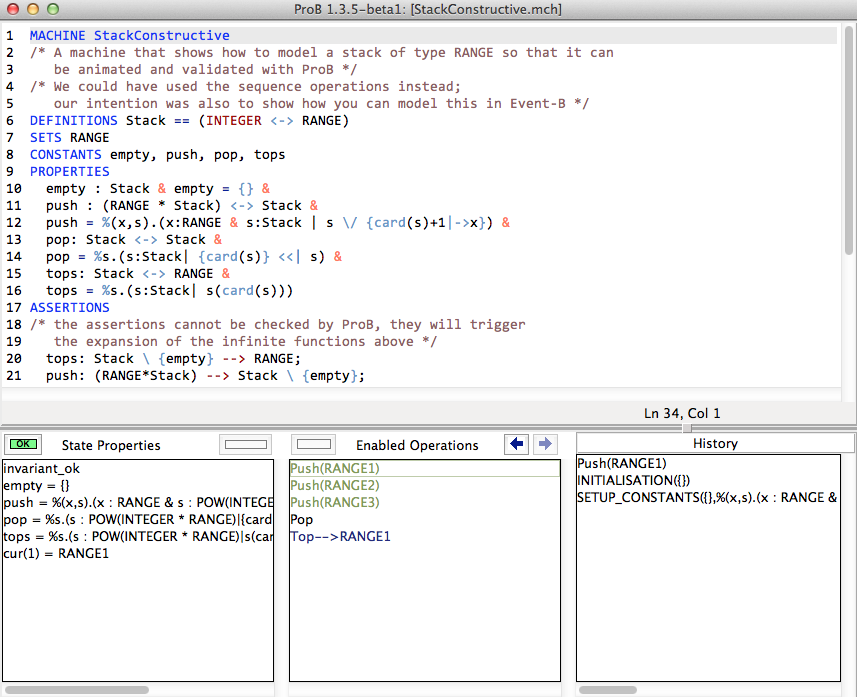 ProB 1.3.5-beta1: [StackConstructive.mch]
1 MACHINE StackConstructive
2 /* A machine that shows how to model a stack of type RANGE so that it can
3    be animated and validated with ProB */
4 /* We could have used the sequence operations instead;
5    our intention was also to show how you can model this in Event-B */
6 DEFINITIONS Stack == (INTEGER <-> RANGE)
7 SETS RANGE
8 CONSTANTS empty, push, pop, tops
9 PROPERTIES
10   empty : Stack & empty = {} &
11   push : (RANGE * Stack) <-> Stack &
12   push = %(x,s).(x:RANGE & s:Stack | s \/ {card(s)+1|->x}) &
13   pop: Stack <-> Stack &
14   pop = %s.(s:Stack| {card(s)} <<| s) &
15   tops: Stack <-> RANGE &
16   tops = %s.(s:Stack| s(card(s)))
17 ASSERTIONS
18 /* the assertions cannot be checked by ProB, they will trigger
19    the expansion of the infinite functions above */
20   tops: Stack \ {empty} --> RANGE;
21   push: (RANGE*Stack) --> Stack \ {empty};
Ln 34, Col 1
OK State Properties
invariant_ok
empty = {}
push = %(x,s).(x : RANGE & s : POW(INTEGE
pop = %s.(s : POW(INTEGER * RANGE)|{card
tops = %s.(s : POW(INTEGER * RANGE)|s(car
cur(1) = RANGE1
Enabled Operations
Push(RANGE1)
Push(RANGE2)
Push(RANGE3)
Pop
Top-->RANGE1
History
Push(RANGE1)
INITIALISATION({})
SETUP_CONSTANTS({},%(x,s).(x : RANGE &